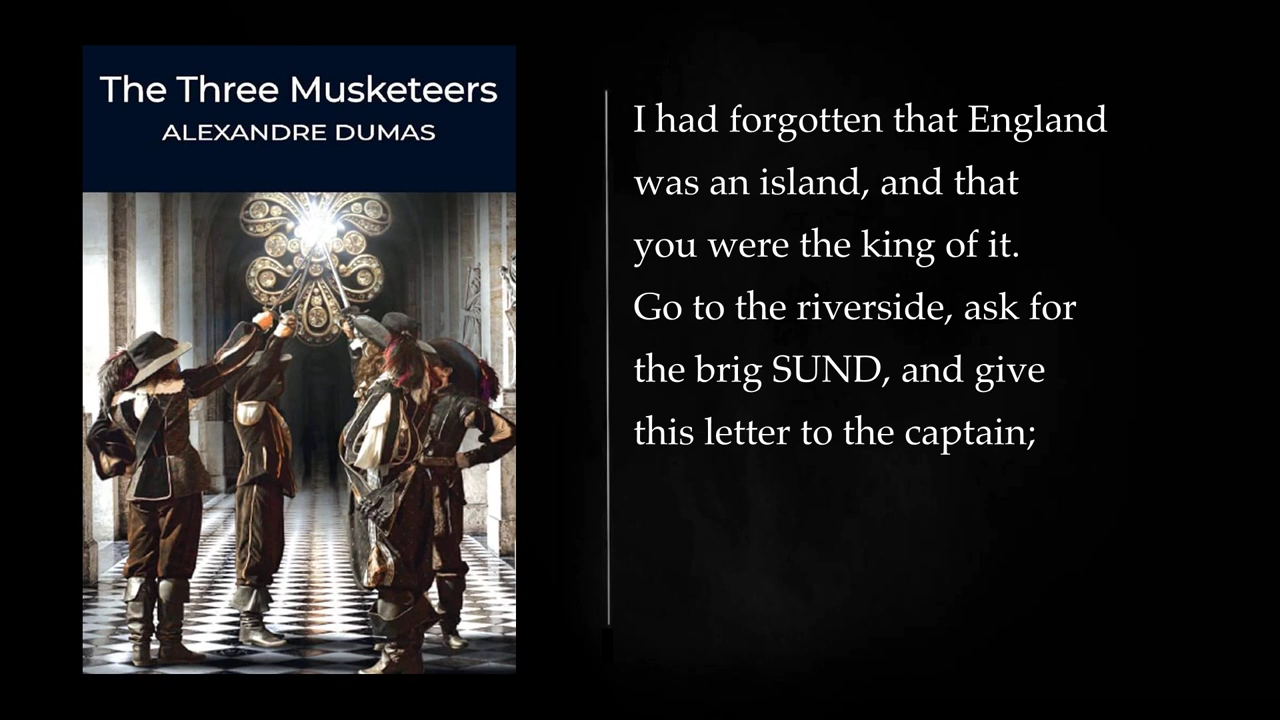 The Three Musketeers
ALEXANDRE DUMAS
I had forgotten that England
was an island, and that
you were the king of it.
Go to the riverside, ask for
the brig SUND, and give
this letter to the captain;